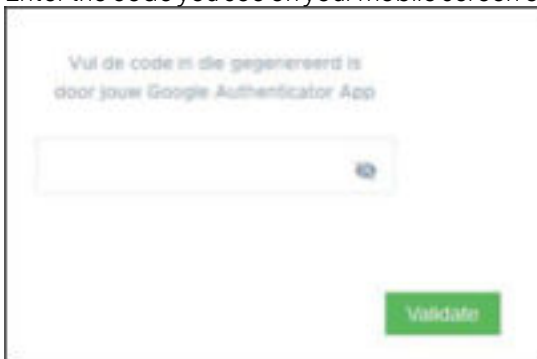 Enter the code you see on your mobile screen
Vul de code in die gegenereerd is
door jouw Google Authenticator App
Validate